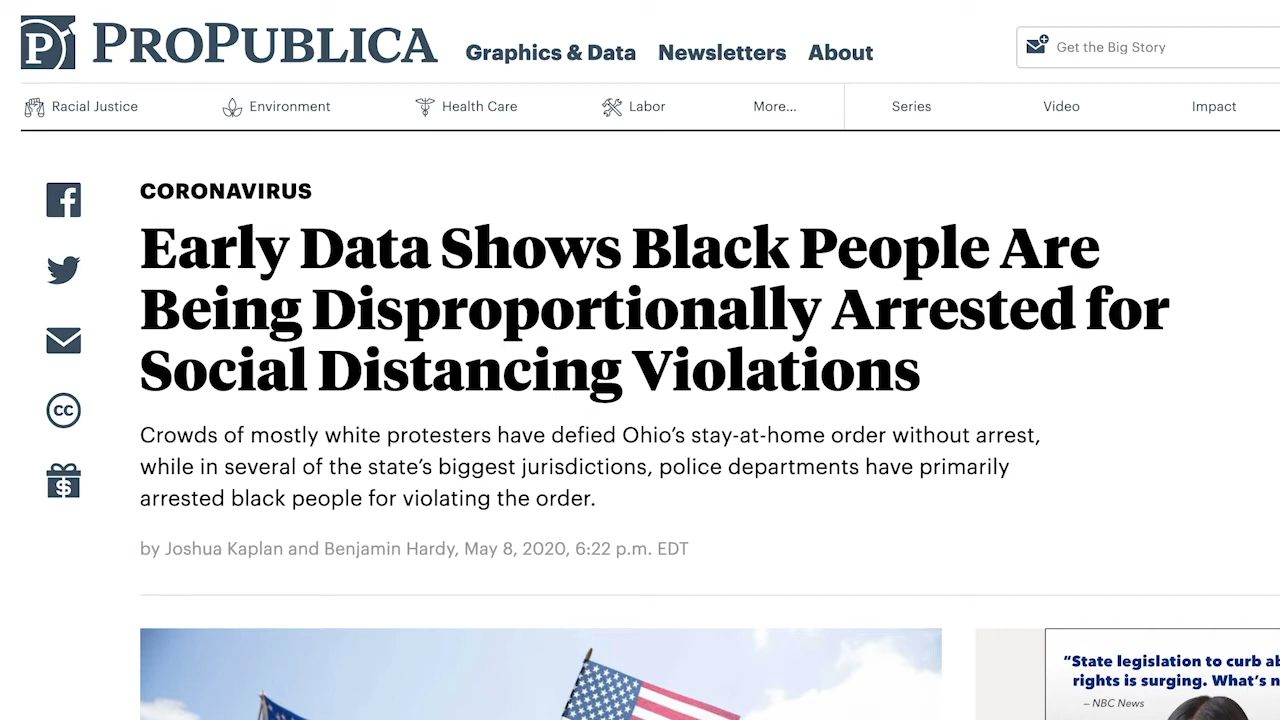 PROPUBLICA
Graphics & Data Newsletters About
Get the Big Story
Racial Justice Environment Health Care Labor More... Series Video Impact
CORONAVIRUS
Early Data Shows Black People Are
Being Disproportionally Arrested for
Social Distancing Violations
Crowds of mostly white protesters have defied Ohio’s stay-at-home order without arrest,
while in several of the state’s biggest jurisdictions, police departments have primarily
arrested black people for violating the order.
by Joshua Kaplan and Benjamin Hardy, May 8, 2020, 6:22 p.m. EDT
“State legislation to curb
rights is surging. What’s
– NBC News